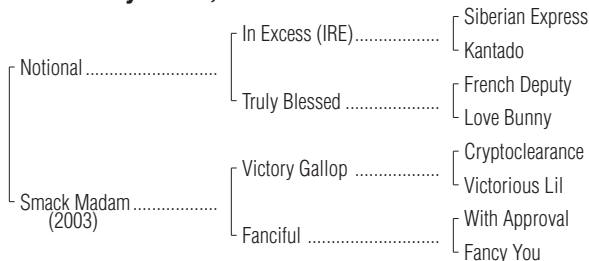 Siberian Express
In Excess (IRE)..................
Kantado
Notional ............................
French Deputy
Truly Blessed ....................
Love Bunny
Cryptoclearance
Victory Gallop ..................
Victorious Lil
Smack Madam ..................
(2003)
With Approval
Fanciful ............................
Fancy You